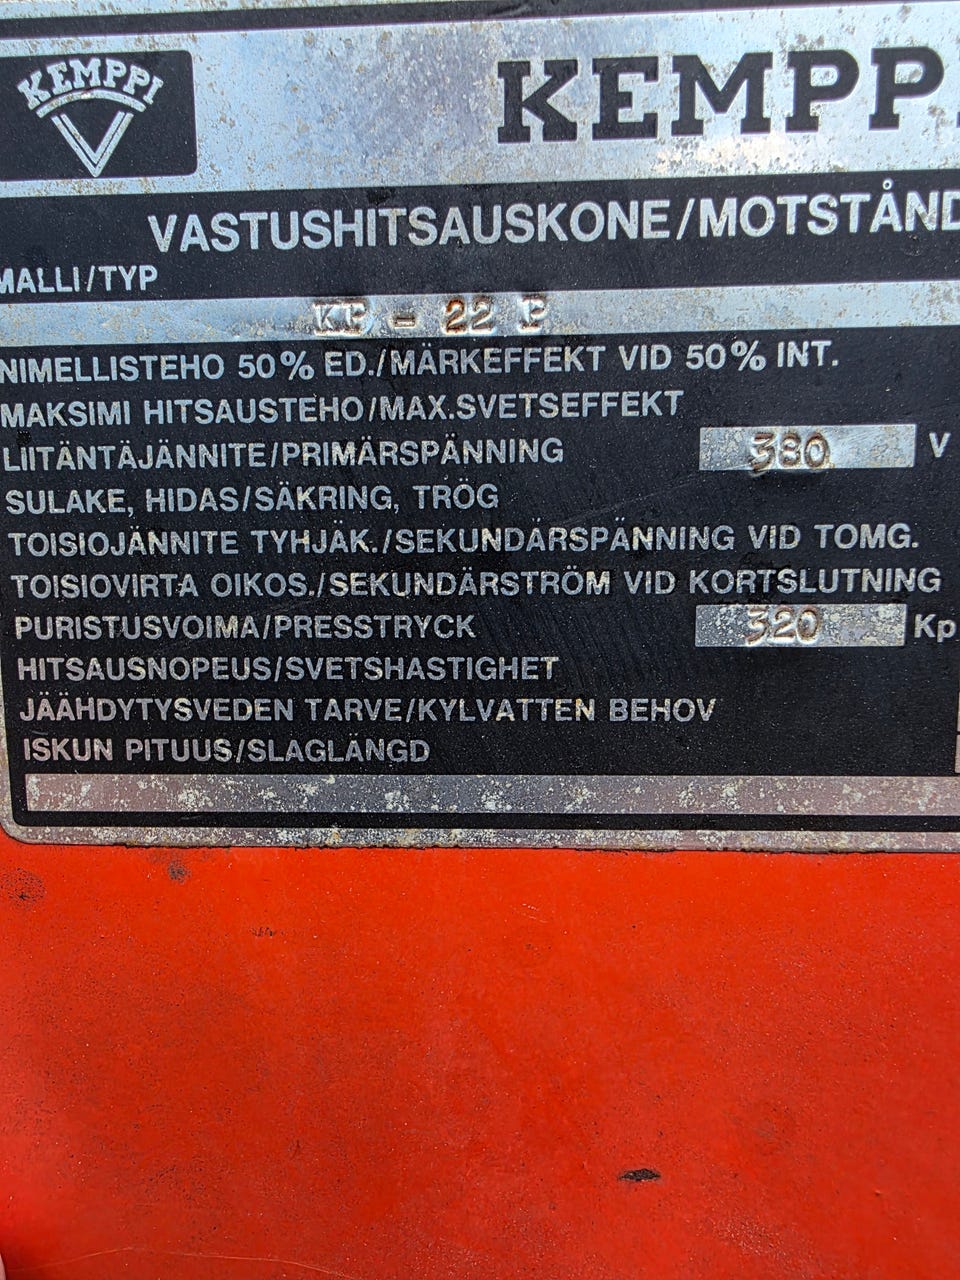 KEMPPI
KEMPP
VASTUSHITSAUSKONE/MOTSTÅND
MALLI/TYP
KP - 22 P
NIMELLISTEHO 50% ED./MÄRKEFFEKT VID 50% INT.
MAKSIMI HITSAUSTEHO/MAX.SVETSEFFEKT
LIITÄNTÄJÄNNITE/PRIMÄRSPÄNNING 380 V
SULAKE, HIDAS/SÄKRING, TRÖG
TOISIOJÄNNITE TYHJÄK./SEKUNDÄRSPÄNNING VID TOMG.
TOISIOVIRTA OIKOS./SEKUNDÄRSTRÖM VID KORTSLUTNING
PURISTUSVOIMA/PRESSTRYCK 320 Kp
HITSAUSNOPEUS/SVETSHASTIGHET
JÄÄHDYTYSVEDEN TARVE/KYLVATTEN BEHOV
ISKUN PITUUS/SLAGLÄNGD